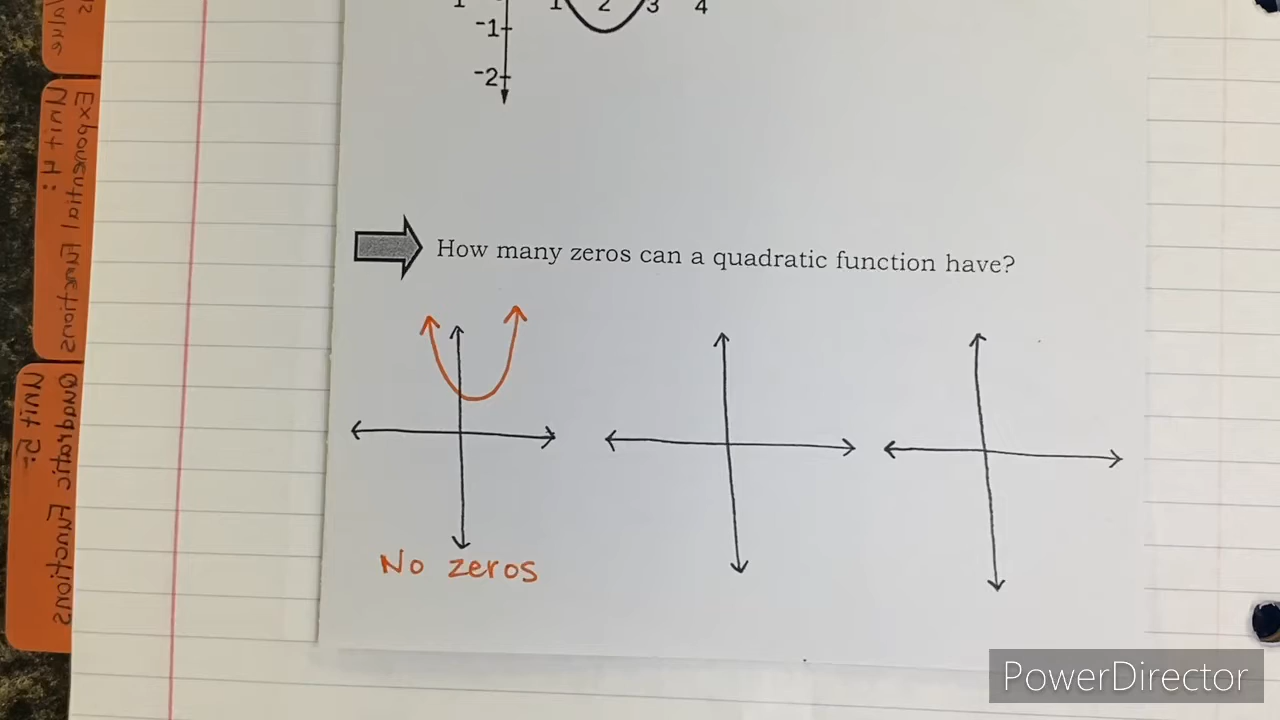 1 1 2 3 4
-1
-2
How many zeros can a quadratic function have?
No zeros
Unit 4:
Exponential Functions
Unit 5:
Quadratic Functions
PowerDirector